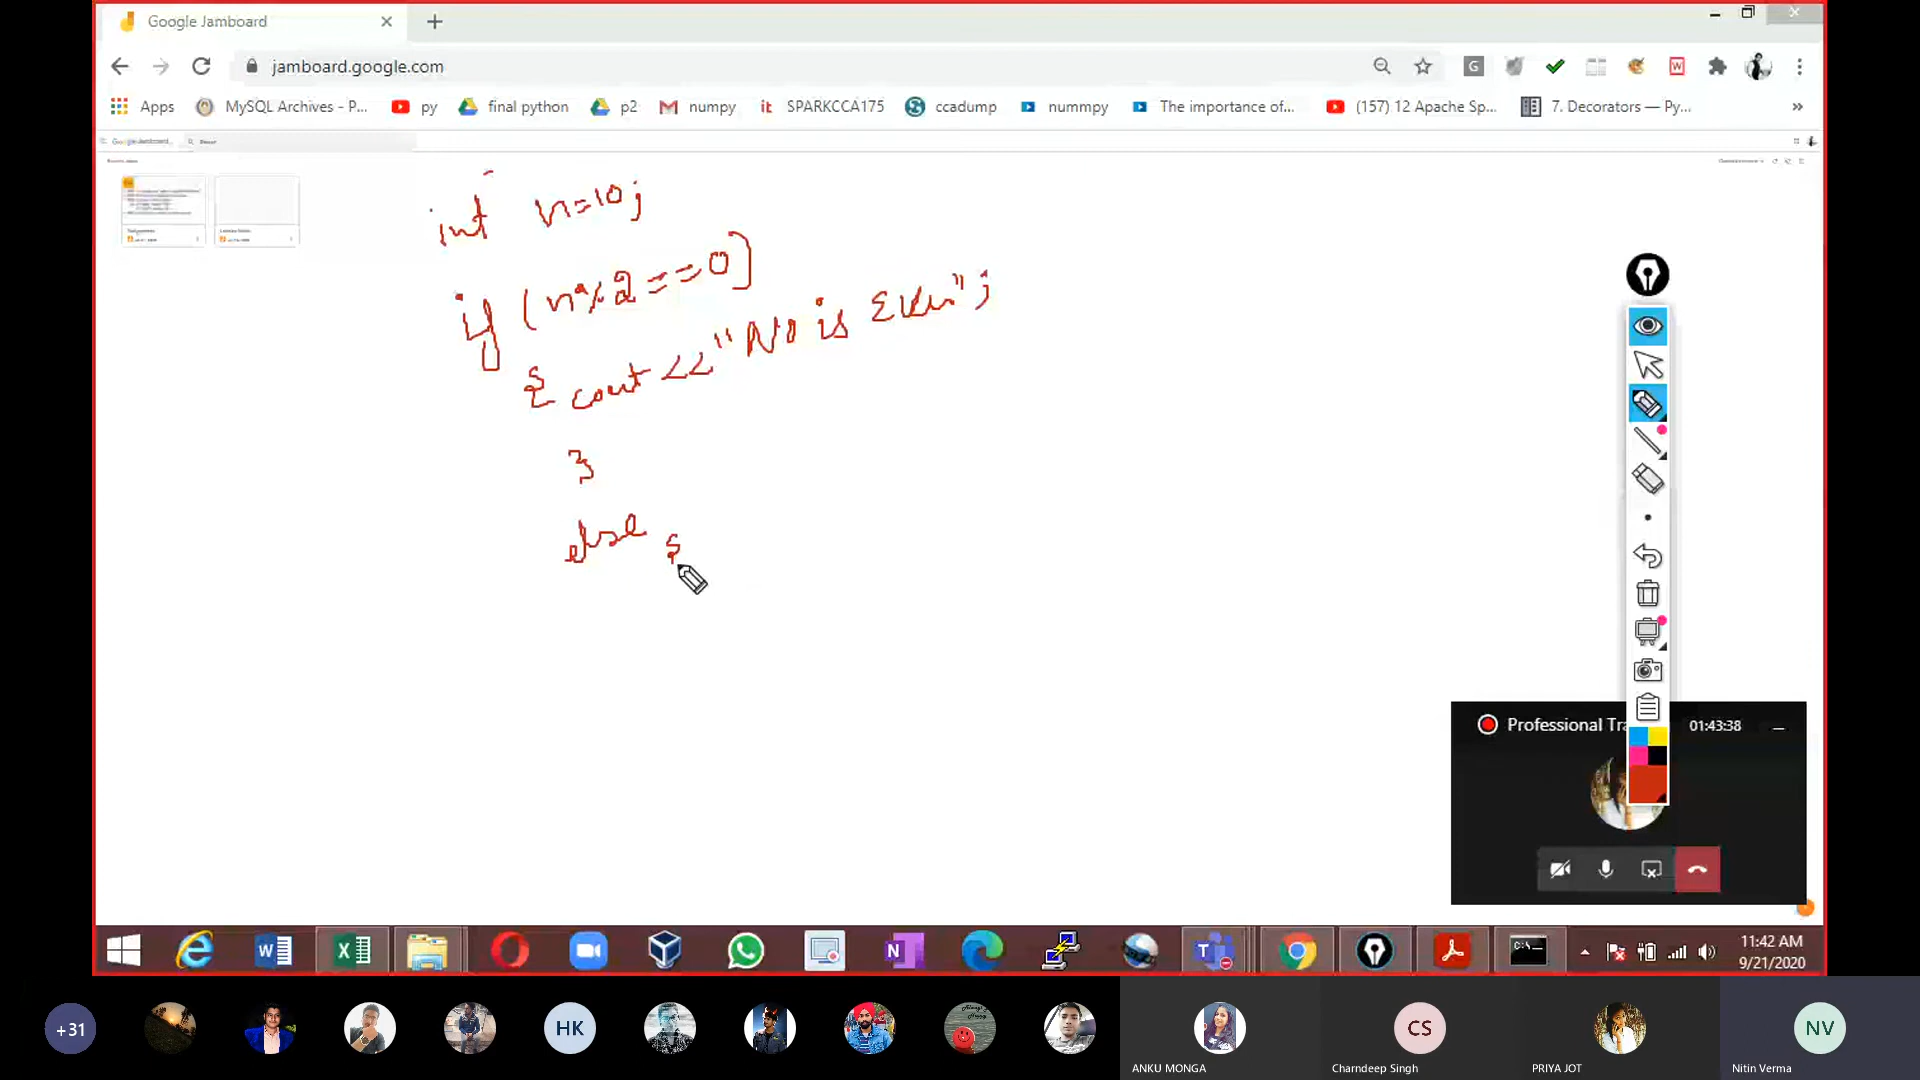 Google Jamboard
jamboard.google.com
Apps MySQL Archives - P... py final python p2 numpy SPARKCCA175 ccadump nummpy The importance of... (157) 12 Apache Sp... 7. Decorators — Py... »
Google Jamboard
int n=10;
if (n%2==0)
{ cout <<"No is Even";
}
else {
Professional Tra 01:43:38
11:42 AM
9/21/2020
+31 HK CS NV
ANKU MONGA Charndeep Singh PRIYA JOT Nitin Verma